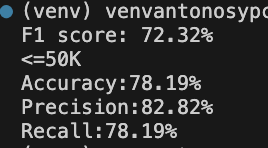 (venv) venvantonosypo
F1 score: 72.32%
<=50K
Accuracy:78.19%
Precision:82.82%
Recall:78.19%